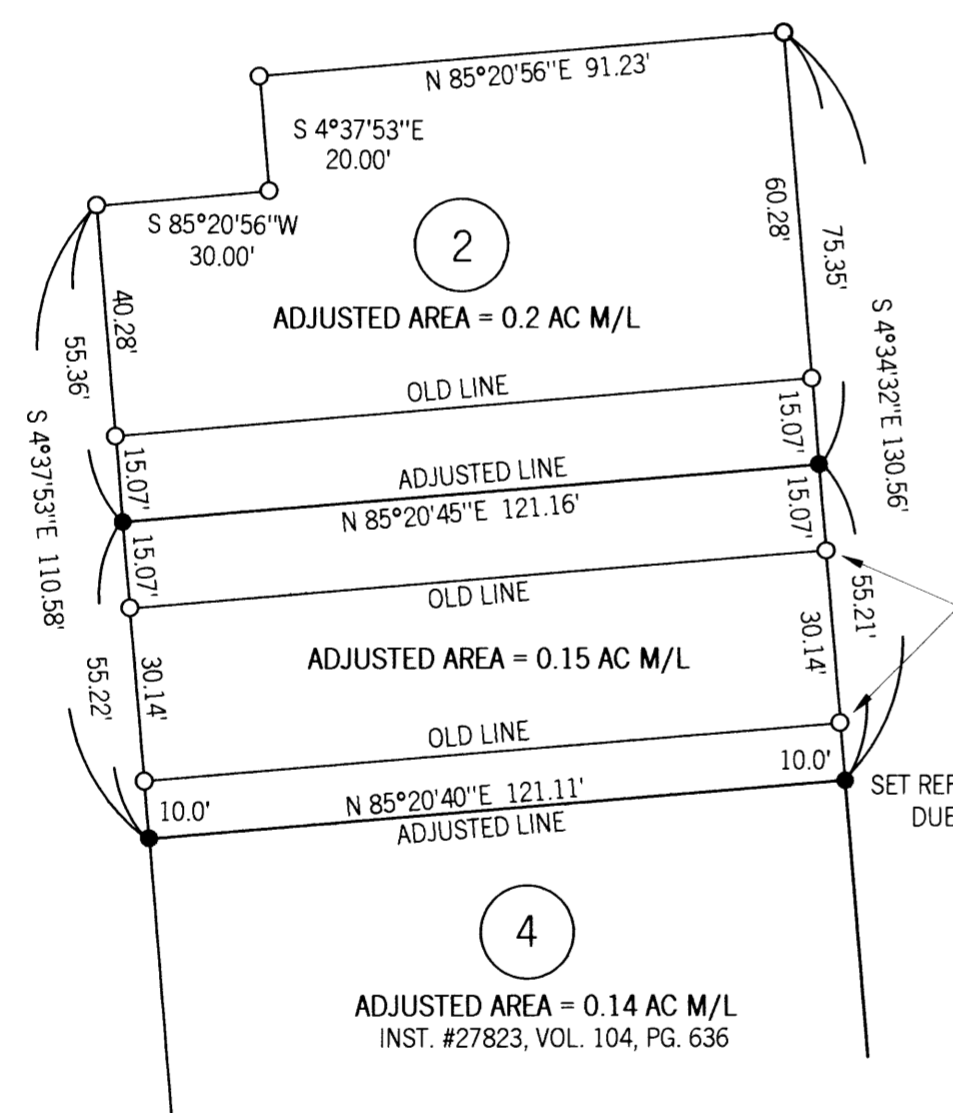 N 85°20'56"E 91.23'
S 4°37'53"E
20.00'
S 85°20'56"W
30.00'
2
ADJUSTED AREA = 0.2 AC M/L
60.28'
75.35'
S 4°34'32"E 130.56'
40.28'
55.36'
S 4°37'53"E 110.58'
OLD LINE
15.07'
15.07'
ADJUSTED LINE
N 85°20'45"E 121.16'
15.07'
15.07'
OLD LINE
55.21'
30.14'
ADJUSTED AREA = 0.15 AC M/L
55.22'
30.14'
OLD LINE
10.0'
10.0'
N 85°20'40"E 121.11'
ADJUSTED LINE
SET REF
DUE
4
ADJUSTED AREA = 0.14 AC M/L
INST. #27823, VOL. 104, PG. 636